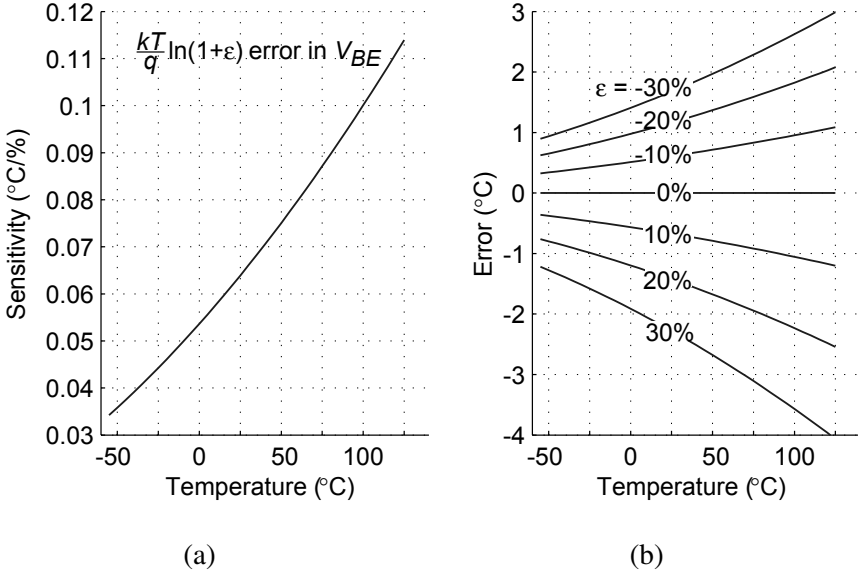 0.12
0.11
0.1
0.09
0.08
0.07
0.06
0.05
0.04
0.03
Sensitivity (°C/%)
kT/q ln(1+ε) error in V_BE
-50 0 50 100
Temperature (°C)
(a)
3
2
1
0
-1
-2
-3
-4
Error (°C)
ε = -30%
-20%
-10%
0%
10%
20%
30%
-50 0 50 100
Temperature (°C)
(b)